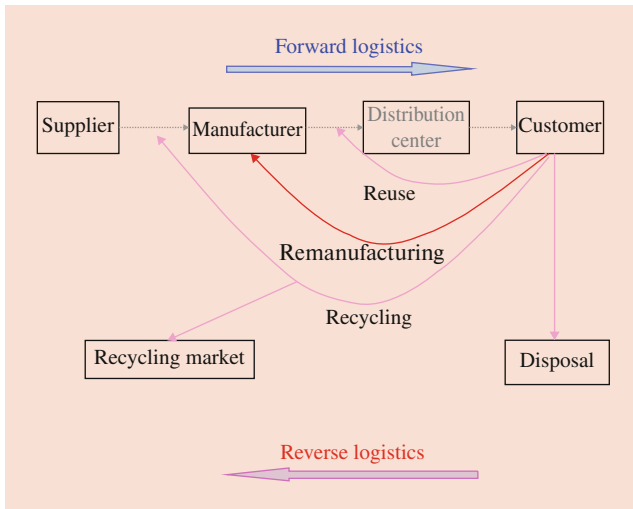 Forward logistics
Supplier
Manufacturer
Distribution
center
Customer
Reuse
Remanufacturing
Recycling
Recycling market
Disposal
Reverse logistics